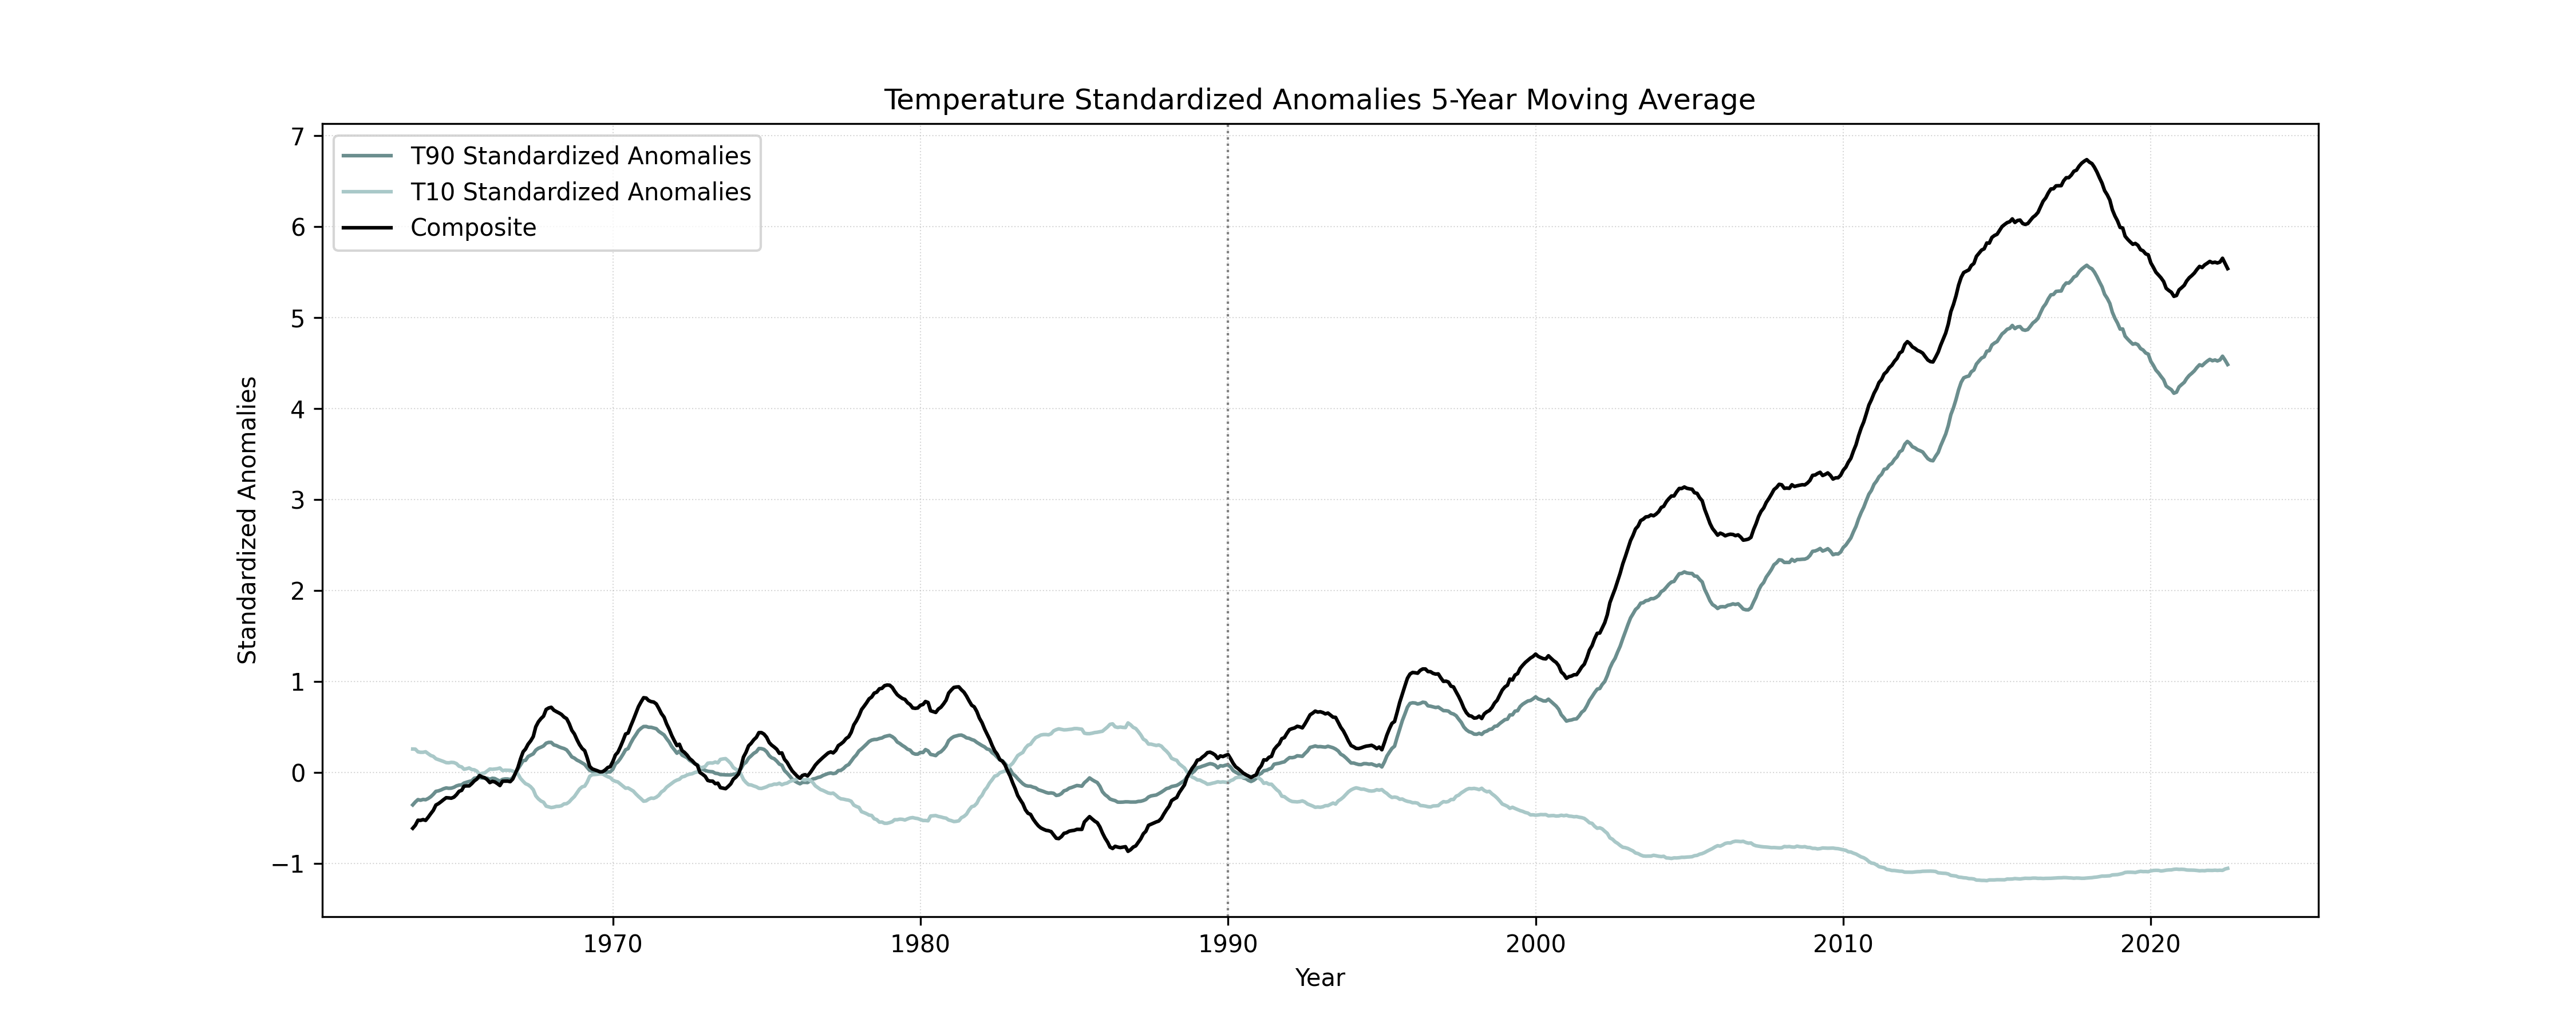 Temperature Standardized Anomalies 5-Year Moving Average
T90 Standardized Anomalies
T10 Standardized Anomalies
Composite
Standardized Anomalies
7
6
5
4
3
2
1
0
−1
1970 1980 1990 2000 2010 2020
Year